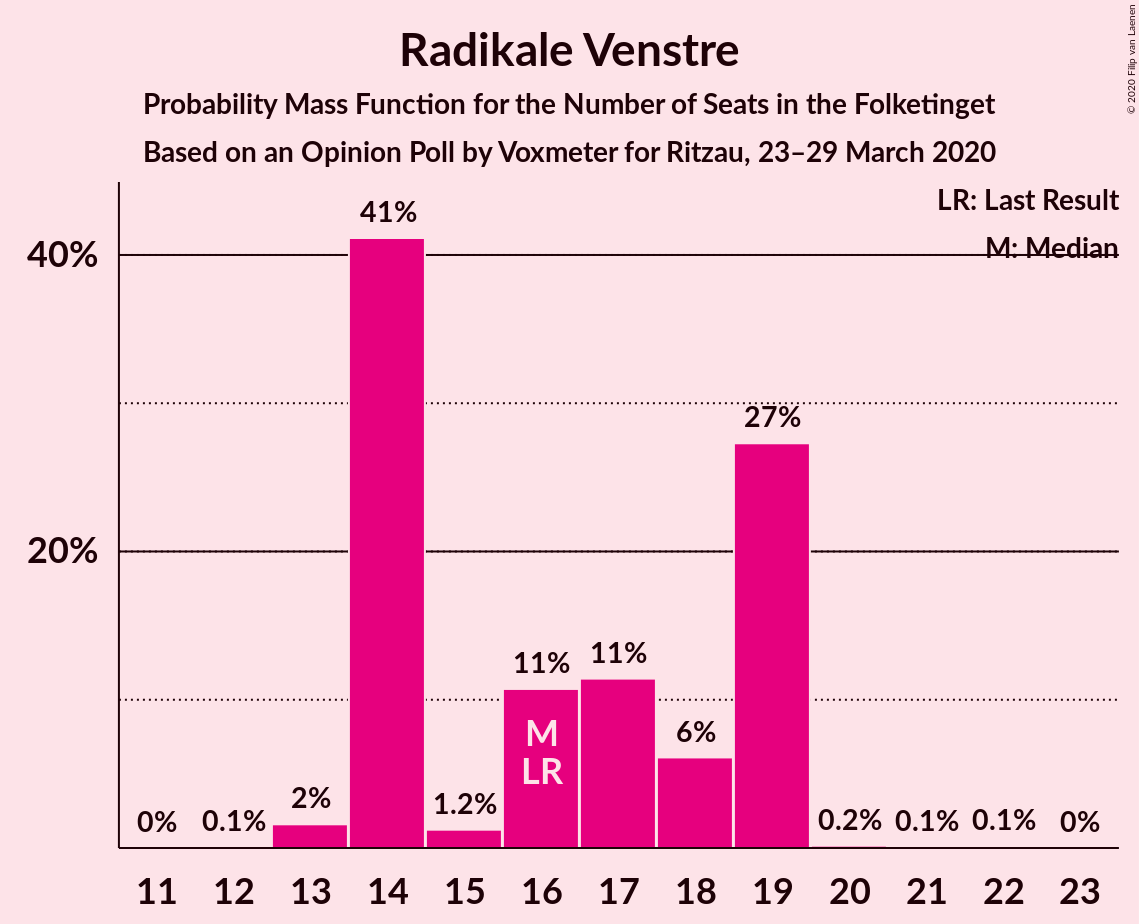 Radikale Venstre
Probability Mass Function for the Number of Seats in the Folketinget
Based on an Opinion Poll by Voxmeter for Ritzau, 23–29 March 2020
© 2020 Filip van Laenen
LR: Last Result
M: Median
40%
20%
0%
0.1%
2%
41%
1.2%
11%
11%
6%
27%
0.2%
0.1%
0.1%
0%
M
LR
11 12 13 14 15 16 17 18 19 20 21 22 23